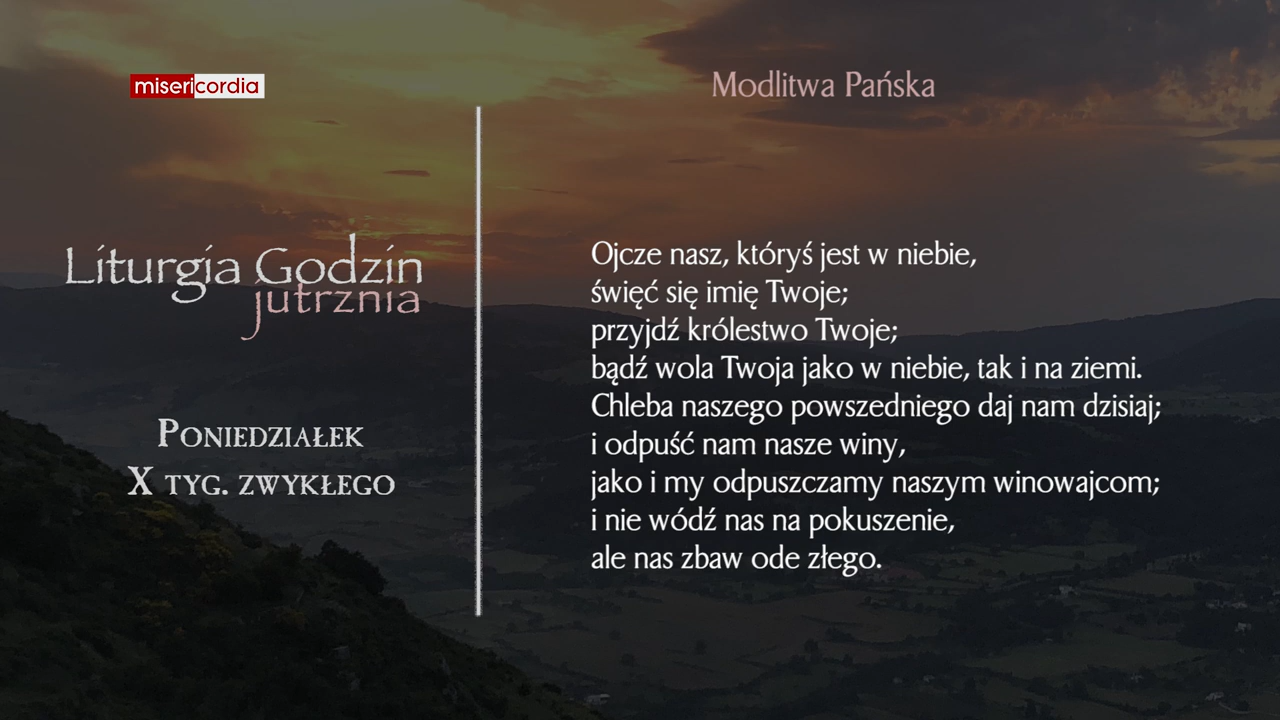 misericordia
Liturgia Godzin
jutrznia
Poniedziałek
X tyg. zwykłego
Modlitwa Pańska
Ojcze nasz, któryś jest w niebie,
święć się imię Twoje;
przyjdź królestwo Twoje;
bądź wola Twoja jako w niebie, tak i na ziemi.
Chleba naszego powszedniego daj nam dzisiaj;
i odpuść nam nasze winy,
jako i my odpuszczamy naszym winowajcom;
i nie wódź nas na pokuszenie,
ale nas zbaw ode złego.